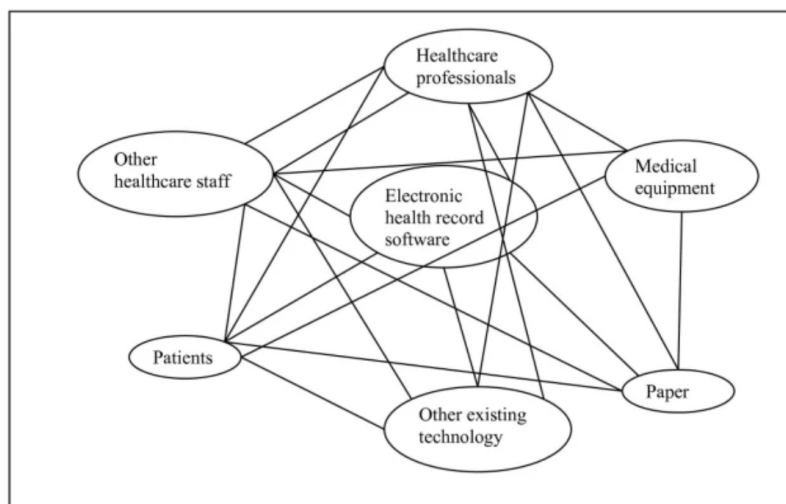 Healthcare
professionals
Other
healthcare staff
Medical
equipment
Electronic
health record
software
Patients
Paper
Other existing
technology